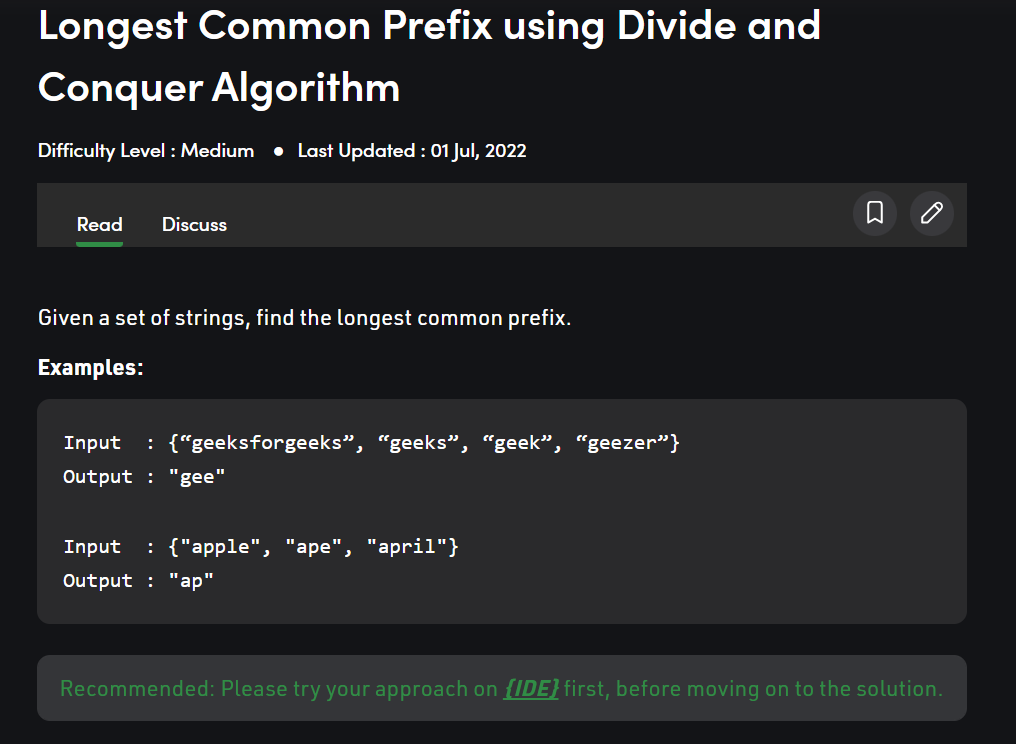 Longest Common Prefix using Divide and
Conquer Algorithm
Difficulty Level : Medium ● Last Updated : 01 Jul, 2022
Read Discuss
Given a set of strings, find the longest common prefix.
Examples:
Input  : {“geeksforgeeks”, “geeks”, “geek”, “geezer”}
Output : "gee"
Input  : {"apple", "ape", "april"}
Output : "ap"
Recommended: Please try your approach on {IDE} first, before moving on to the solution.